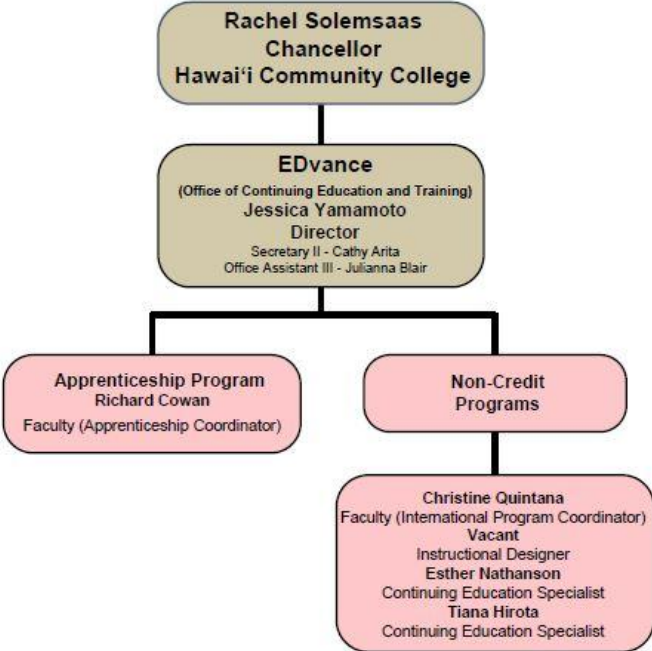 Rachel Solemsaas
Chancellor
Hawaiʻi Community College
EDvance
(Office of Continuing Education and Training)
Jessica Yamamoto
Director
Secretary II - Cathy Arita
Office Assistant III - Julianna Blair
Apprenticeship Program
Richard Cowan
Faculty (Apprenticeship Coordinator)
Non-Credit
Programs
Christine Quintana
Faculty (International Program Coordinator)
Vacant
Instructional Designer
Esther Nathanson
Continuing Education Specialist
Tiana Hirota
Continuing Education Specialist